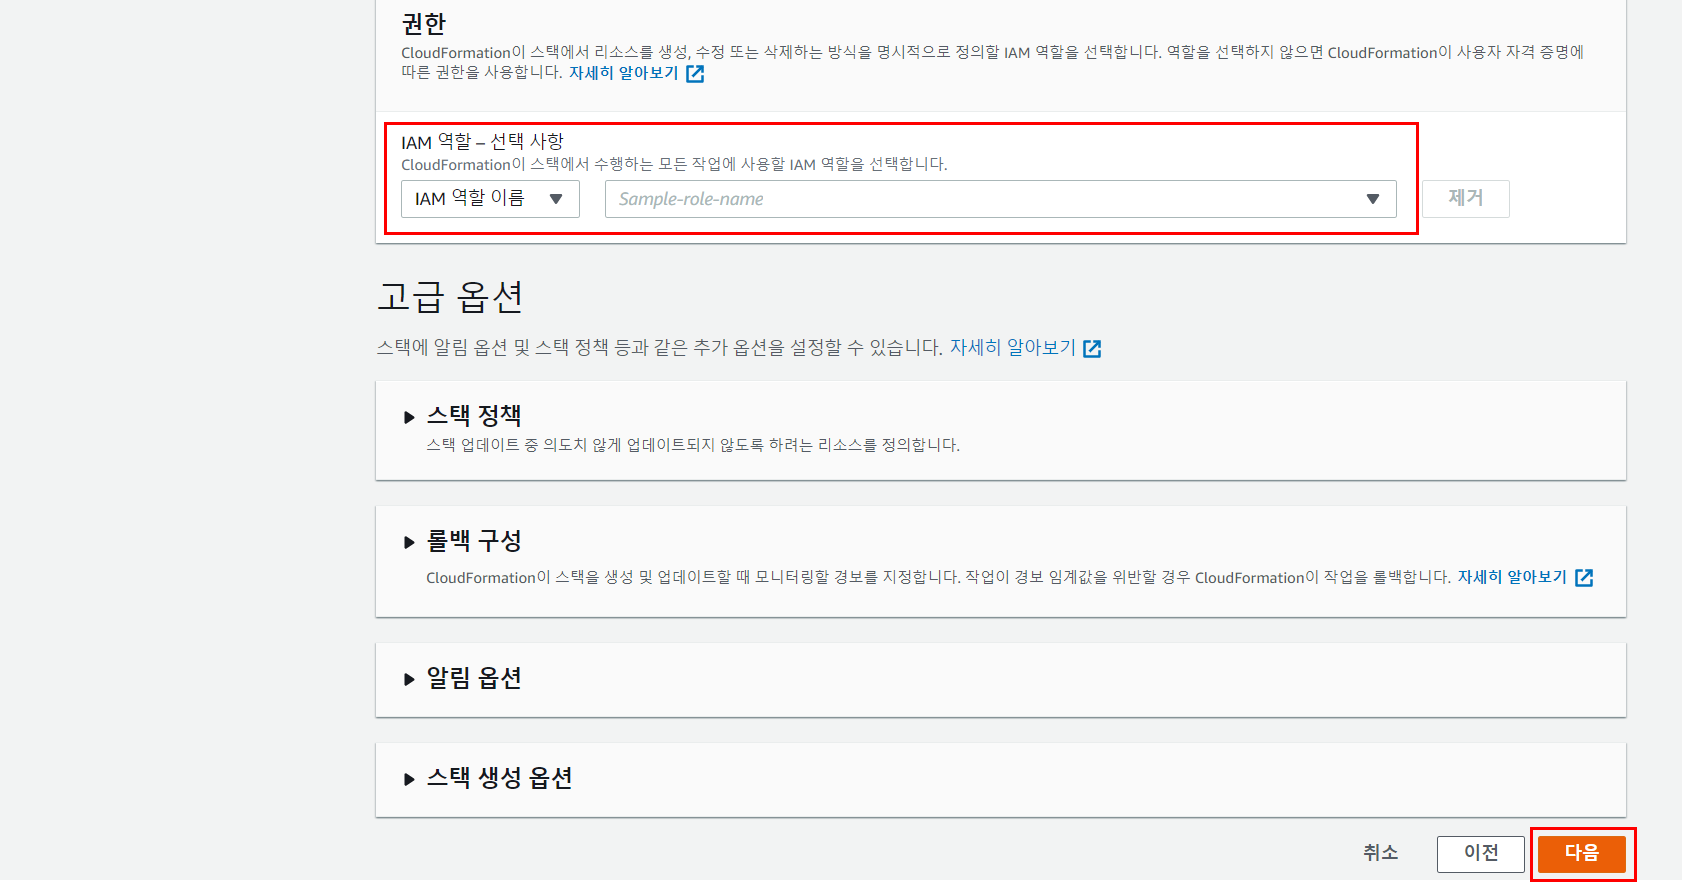 권한
CloudFormation이 스택에서 리소스를 생성, 수정 또는 삭제하는 방식을 명시적으로 정의할 IAM 역할을 선택합니다. 역할을 선택하지 않으면 CloudFormation이 사용자 자격 증명에
따른 권한을 사용합니다. 자세히 알아보기
IAM 역할 – 선택 사항
CloudFormation이 스택에서 수행하는 모든 작업에 사용할 IAM 역할을 선택합니다.
IAM 역할 이름 Sample-role-name 제거
고급 옵션
스택에 알림 옵션 및 스택 정책 등과 같은 추가 옵션을 설정할 수 있습니다. 자세히 알아보기
스택 정책
스택 업데이트 중 의도치 않게 업데이트되지 않도록 하려는 리소스를 정의합니다.
롤백 구성
CloudFormation이 스택을 생성 및 업데이트할 때 모니터링할 경보를 지정합니다. 작업이 경보 임계값을 위반할 경우 CloudFormation이 작업을 롤백합니다. 자세히 알아보기
알림 옵션
스택 생성 옵션
취소 이전 다음